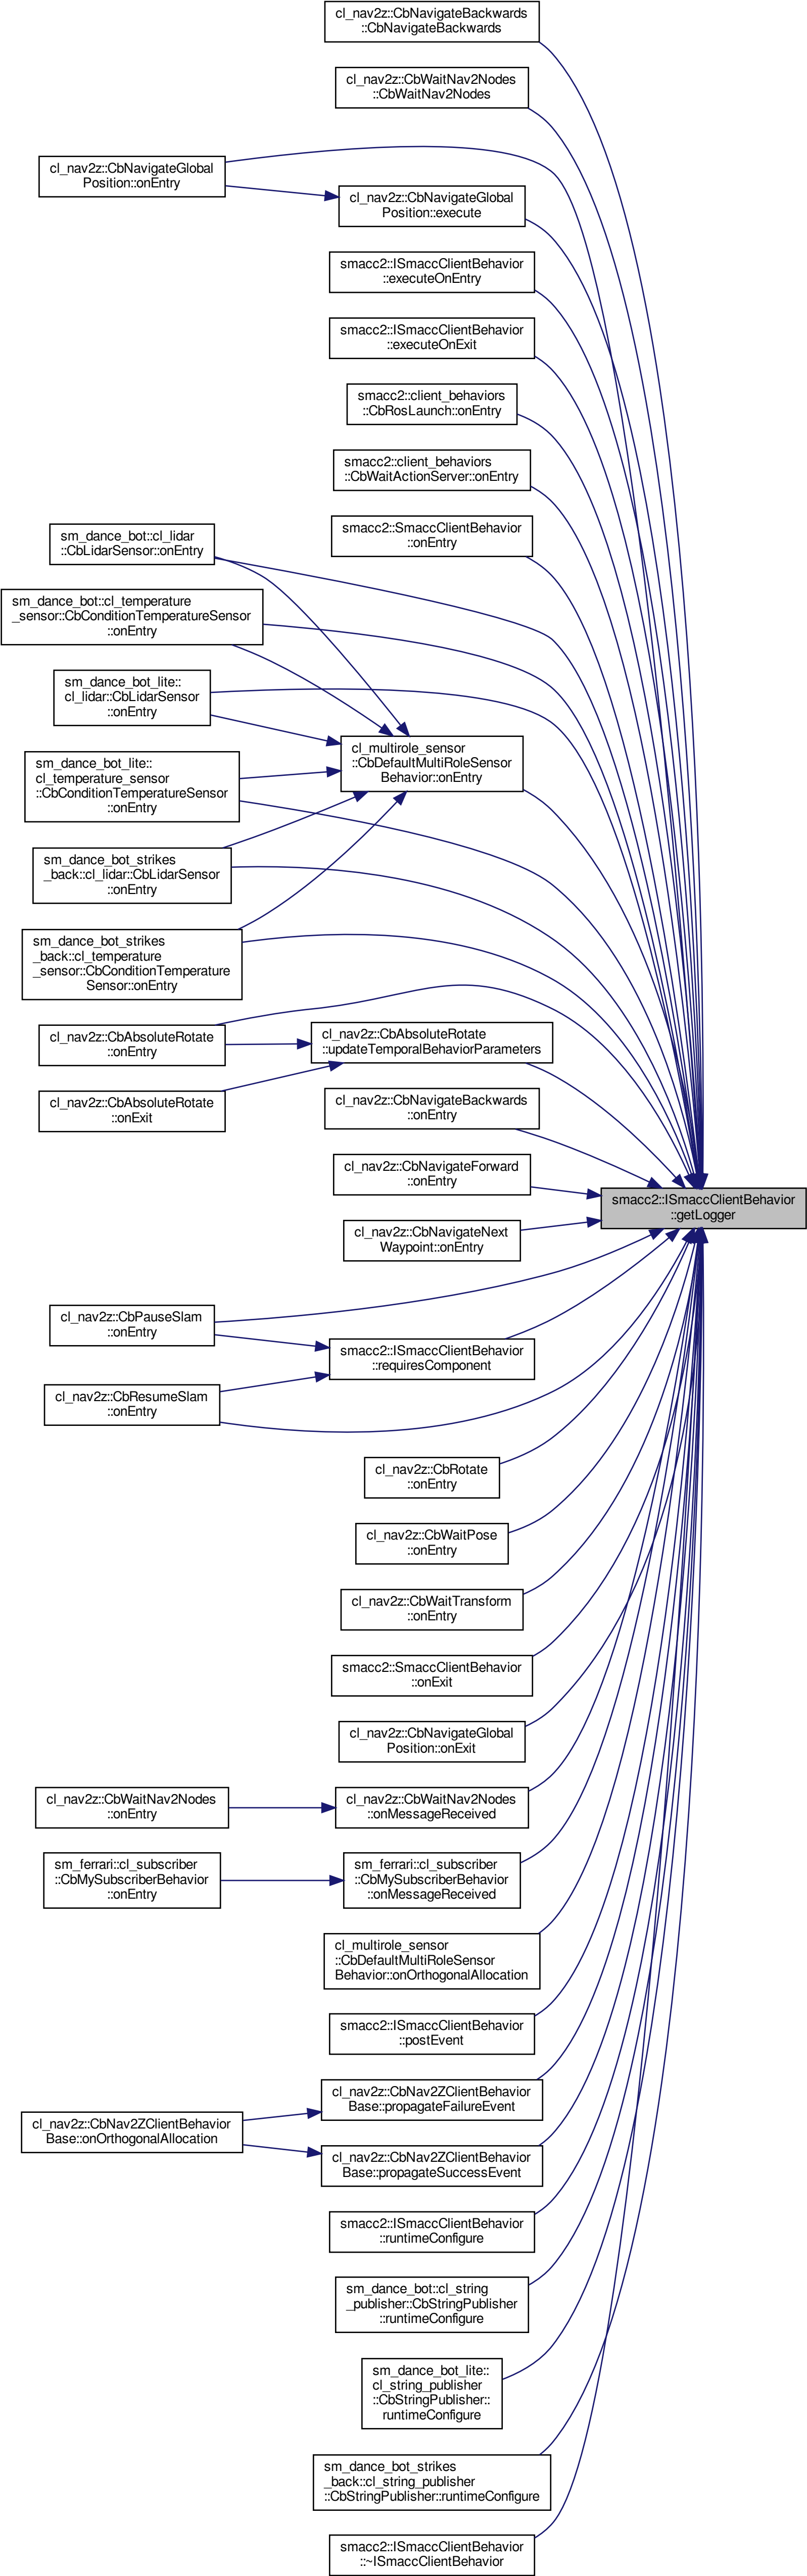 cl_nav2z::CbNavigateBackwards
::CbNavigateBackwards
cl_nav2z::CbWaitNav2Nodes
::CbWaitNav2Nodes
cl_nav2z::CbNavigateGlobal
Position::onEntry
cl_nav2z::CbNavigateGlobal
Position::execute
smacc2::ISmaccClientBehavior
::executeOnEntry
smacc2::ISmaccClientBehavior
::executeOnExit
smacc2::client_behaviors
::CbRosLaunch::onEntry
smacc2::client_behaviors
::CbWaitActionServer::onEntry
smacc2::SmaccClientBehavior
::onEntry
sm_dance_bot::cl_lidar
::CbLidarSensor::onEntry
sm_dance_bot::cl_temperature
_sensor::CbConditionTemperatureSensor
::onEntry
sm_dance_bot_lite::
cl_lidar::CbLidarSensor
::onEntry
cl_multirole_sensor
::CbDefaultMultiRoleSensor
Behavior::onEntry
sm_dance_bot_lite::
cl_temperature_sensor
::CbConditionTemperatureSensor
::onEntry
sm_dance_bot_strikes
_back::cl_lidar::CbLidarSensor
::onEntry
sm_dance_bot_strikes
_back::cl_temperature
_sensor::CbConditionTemperature
Sensor::onEntry
cl_nav2z::CbAbsoluteRotate
::onEntry
cl_nav2z::CbAbsoluteRotate
::updateTemporalBehaviorParameters
cl_nav2z::CbAbsoluteRotate
::onExit
cl_nav2z::CbNavigateBackwards
::onEntry
cl_nav2z::CbNavigateForward
::onEntry
smacc2::ISmaccClientBehavior
::getLogger
cl_nav2z::CbNavigateNext
Waypoint::onEntry
cl_nav2z::CbPauseSlam
::onEntry
smacc2::ISmaccClientBehavior
::requiresComponent
cl_nav2z::CbResumeSlam
::onEntry
cl_nav2z::CbRotate
::onEntry
cl_nav2z::CbWaitPose
::onEntry
cl_nav2z::CbWaitTransform
::onEntry
smacc2::SmaccClientBehavior
::onExit
cl_nav2z::CbNavigateGlobal
Position::onExit
cl_nav2z::CbWaitNav2Nodes
::onEntry
cl_nav2z::CbWaitNav2Nodes
::onMessageReceived
sm_ferrari::cl_subscriber
::CbMySubscriberBehavior
::onEntry
sm_ferrari::cl_subscriber
::CbMySubscriberBehavior
::onMessageReceived
cl_multirole_sensor
::CbDefaultMultiRoleSensor
Behavior::onOrthogonalAllocation
smacc2::ISmaccClientBehavior
::postEvent
cl_nav2z::CbNav2ZClientBehavior
Base::propagateFailureEvent
cl_nav2z::CbNav2ZClientBehavior
Base::onOrthogonalAllocation
cl_nav2z::CbNav2ZClientBehavior
Base::propagateSuccessEvent
smacc2::ISmaccClientBehavior
::runtimeConfigure
sm_dance_bot::cl_string
_publisher::CbStringPublisher
::runtimeConfigure
sm_dance_bot_lite::
cl_string_publisher
::CbStringPublisher::
runtimeConfigure
sm_dance_bot_strikes
_back::cl_string_publisher
::CbStringPublisher::runtimeConfigure
smacc2::ISmaccClientBehavior
::~ISmaccClientBehavior